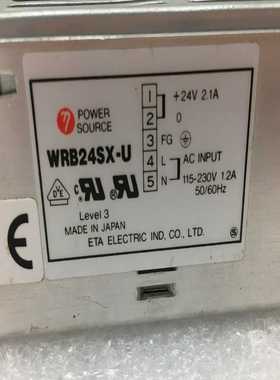 POWER
SOURCE
WRB24SX-U
Level 3
MADE IN JAPAN
ETA ELECTRIC IND, CO., LTD.
1
2
3
4
5
+24V 2.1A
0
FG
L
N
AC INPUT
115-230V 1.2A
50/60Hz
CE